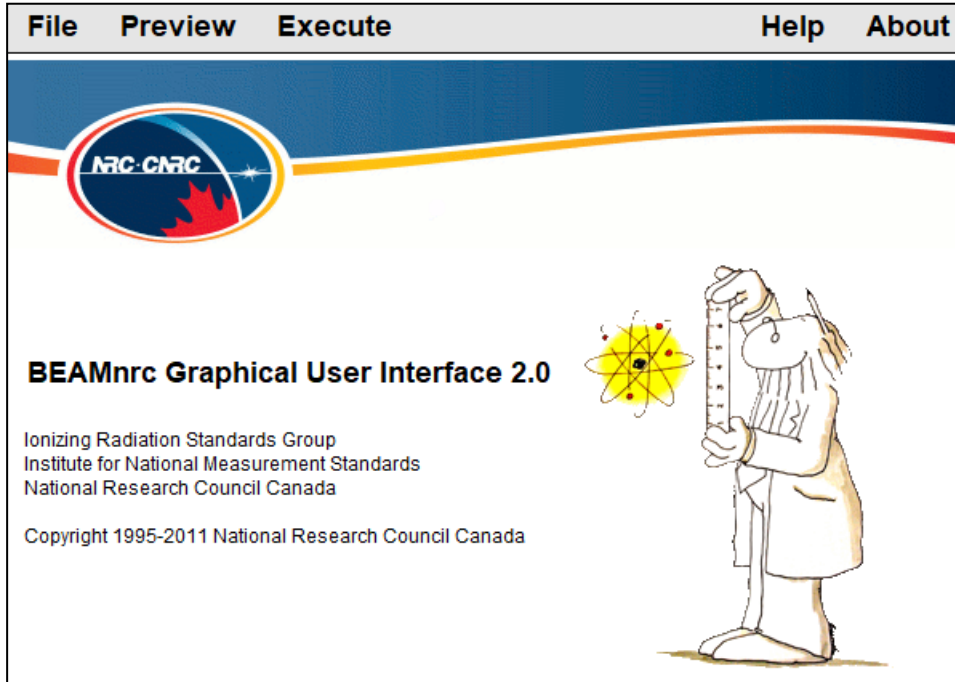 File Preview Execute Help About
NRC·CNRC
BEAMnrc Graphical User Interface 2.0
Ionizing Radiation Standards Group
Institute for National Measurement Standards
National Research Council Canada
Copyright 1995-2011 National Research Council Canada